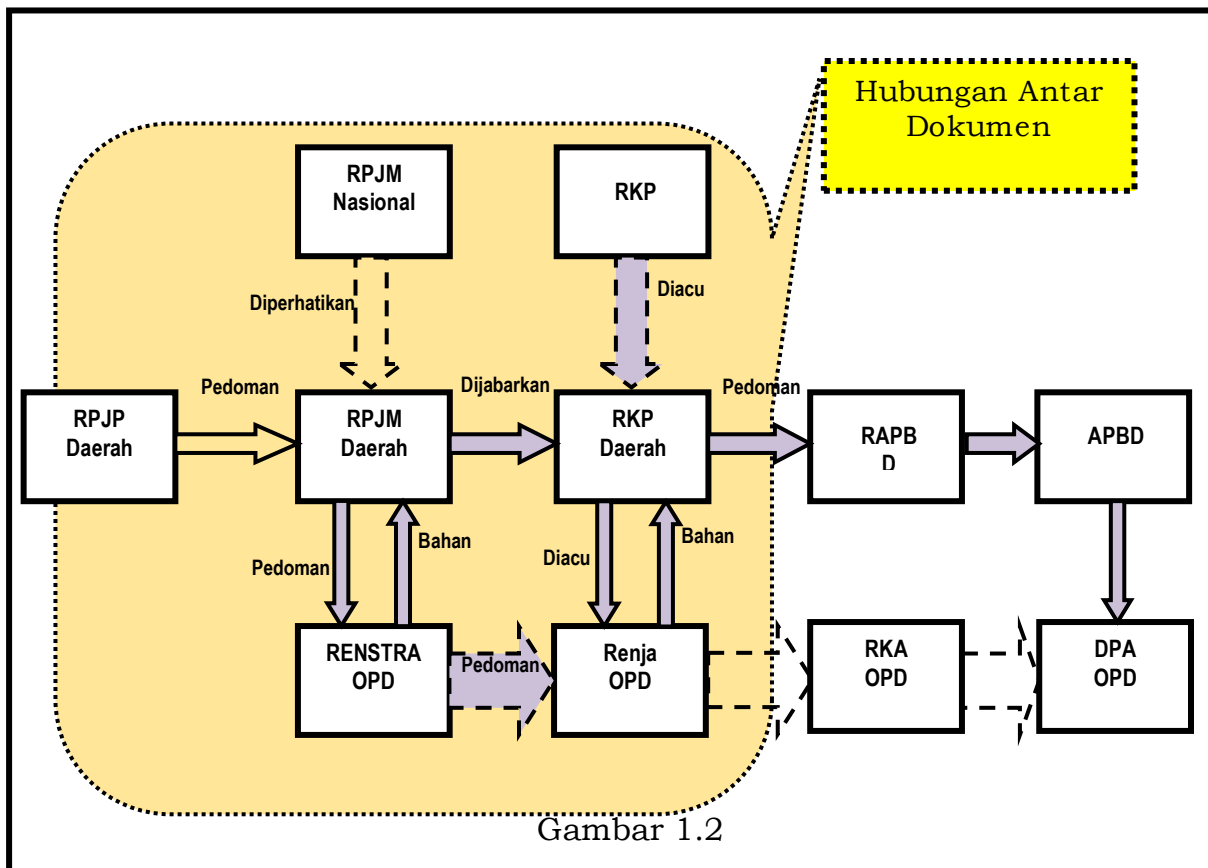 Hubungan Antar
Dokumen
RPJM
Nasional
RKP
Diperhatikan
Diacu
Pedoman
Dijabarkan
Pedoman
RPJP
Daerah
RPJM
Daerah
RKP
Daerah
RAPB
D
APBD
Pedoman
Bahan
Diacu
Bahan
RENSTRA
OPD
Pedoman
Renja
OPD
RKA
OPD
DPA
OPD
Gambar 1.2